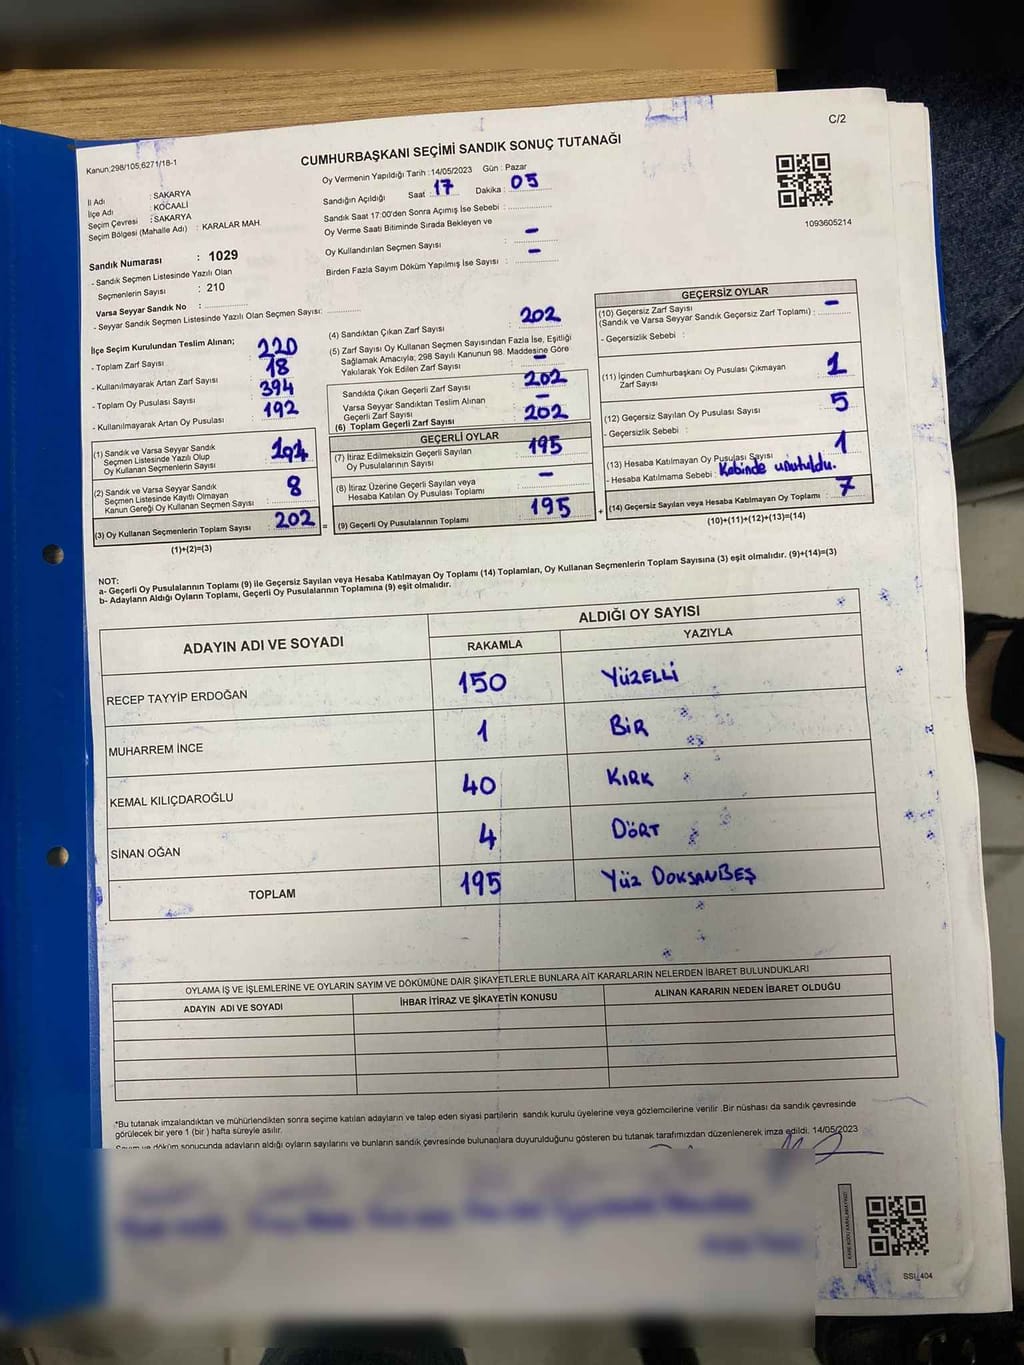 C/2
Kanun:298/105,6271/18-1
CUMHURBAŞKANI SEÇİMİ SANDIK SONUÇ TUTANAĞI
1093605214
İl Adı : SAKARYA
İlçe Adı : KOCAALİ
Seçim Çevresi : SAKARYA
Seçim Bölgesi (Mahalle Adı) : KARALAR MAH.
Sandık Numarası : 1029
- Sandık Seçmen Listesinde Yazılı Olan
Seçmenlerin Sayısı : 210
Varsa Seyyar Sandık No :
- Seyyar Sandık Seçmen Listesinde Yazılı Olan Seçmen Sayısı:
Oy Vermenin Yapıldığı Tarih : 14/05/2023 Gün : Pazar
Sandığın Açıldığı Saat : 17 Dakika : 05
Sandık Saat 17:00'den Sonra Açımış İse Sebebi :
Oy Verme Saati Bitiminde Sırada Bekleyen ve
Oy Kullandırılan Seçmen Sayısı : -
Birden Fazla Sayım Döküm Yapılmış İse Sayısı : -
İlçe Seçim Kurulundan Teslim Alınan;
- Toplam Zarf Sayısı : 220
- Kullanılmayarak Artan Zarf Sayısı : 18
- Toplam Oy Pusulası Sayısı : 394
- Kullanılmayarak Artan Oy Pusulası : 192
(1) Sandık ve Varsa Seyyar Sandık
Seçmen Listesinde Yazılı Olup
Oy Kullanan Seçmenlerin Sayısı : 194
(2) Sandık ve Varsa Seyyar Sandık
Seçmen Listesinde Kayıtlı Olmayan
Kanun Gereği Oy Kullanan Seçmen Sayısı : 8
(3) Oy Kullanan Seçmenlerin Toplam Sayısı : 202 =
(1)+(2)=(3)
(4) Sandıktan Çıkan Zarf Sayısı : 202
(5) Zarf Sayısı Oy Kullanan Seçmen Sayısından Fazla İse, Eşitliği
Sağlamak Amacıyla; 298 Sayılı Kanunun 98. Maddesine Göre
Yakılarak Yok Edilen Zarf Sayısı : -
Sandıkta Çıkan Geçerli Zarf Sayısı : 202
Varsa Seyyar Sandıktan Teslim Alınan
Geçerli Zarf Sayısı : -
(6) Toplam Geçerli Zarf Sayısı : 202
GEÇERLİ OYLAR
(7) İtiraz Edilmeksizin Geçerli Sayılan
Oy Pusulalarının Sayısı : 195
(8) İtiraz Üzerine Geçerli Sayılan veya
Hesaba Katılan Oy Pusulası Toplamı : -
(9) Geçerli Oy Pusulalarının Toplamı : 195 +
GEÇERSİZ OYLAR
(10) Geçersiz Zarf Sayısı
(Sandık ve Varsa Seyyar Sandık Geçersiz Zarf Toplamı) : -
- Geçersizlik Sebebi :
(11) İçinden Cumhurbaşkanı Oy Pusulası Çıkmayan
Zarf Sayısı : 1
(12) Geçersiz Sayılan Oy Pusulası Sayısı : 5
- Geçersizlik Sebebi :
(13) Hesaba Katılmayan Oy Pusulası Sayısı : 1
- Hesaba Katılmama Sebebi : Kabinde unutuldu.
(14) Geçersiz Sayılan veya Hesaba Katılmayan Oy Toplamı : 7
(10)+(11)+(12)+(13)=(14)
NOT:
a- Geçerli Oy Pusulalarının Toplamı (9) ile Geçersiz Sayılan veya Hesaba Katılmayan Oy Toplamı (14) Toplamları, Oy Kullanan Seçmenlerin Toplam Sayısına (3) eşit olmalıdır. (9)+(14)=(3)
b- Adayların Aldığı Oyların Toplamı, Geçerli Oy Pusulalarının Toplamına (9) eşit olmalıdır.
ADAYIN ADI VE SOYADI ALDIĞI OY SAYISI
RAKAMLA YAZIYLA
RECEP TAYYİP ERDOĞAN 150 YÜZELLİ
MUHARREM İNCE 1 BİR
KEMAL KILIÇDAROĞLU 40 KIRK
SİNAN OĞAN 4 DÖRT
TOPLAM 195 YÜZ DOKSANBEŞ
OYLAMA İŞ VE İŞLEMLERİNE VE OYLARIN SAYIM VE DÖKÜMÜNE DAİR ŞİKAYETLERLE BUNLARA AİT KARARLARIN NELERDEN İBARET BULUNDUKLARI
ADAYIN ADI VE SOYADI İHBAR İTİRAZ VE ŞİKAYETİN KONUSU ALINAN KARARIN NEDEN İBARET OLDUĞU
*Bu tutanak imzalandıktan ve mühürlendikten sonra seçime katılan adayların ve talep eden siyasi partilerin sandık kurulu üyelerine veya gözlemcilerine verilir. Bir nüshası da sandık çevresinde
görülecek bir yere 1 (bir) hafta süreyle asılır.
Sayım ve döküm sonucunda adayların aldığı oyların sayılarını ve bunların sandık çevresinde bulunanlara duyurulduğunu gösteren bu tutanak tarafımızdan düzenlenerek imza edildi. 14/05/2023
SSI_404